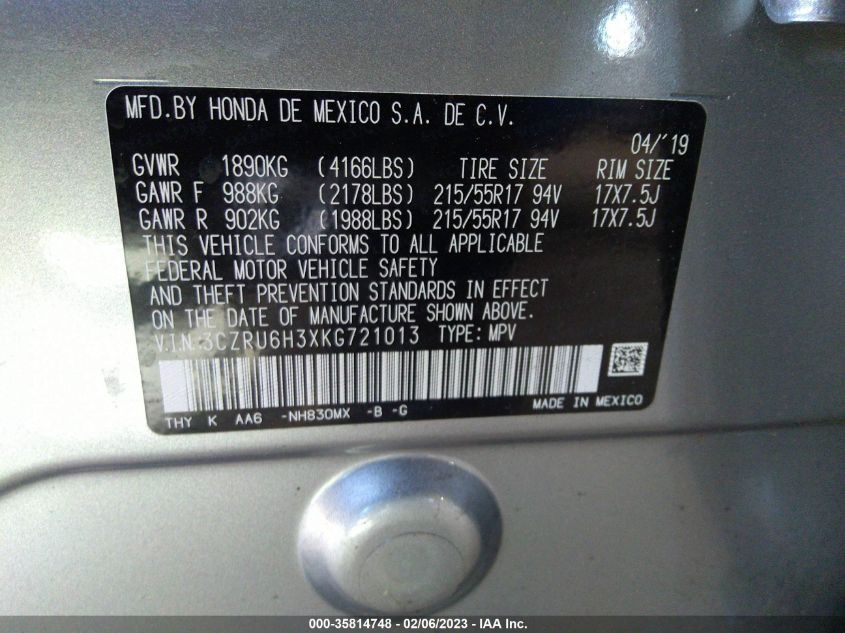 MFD.BY HONDA DE MEXICO S.A. DE C.V.
04/'19
GVWR 1890KG (4166LBS) TIRE SIZE RIM SIZE
GAWR F 988KG (2178LBS) 215/55R17 94V 17X7.5J
GAWR R 902KG (1988LBS) 215/55R17 94V 17X7.5J
THIS VEHICLE CONFORMS TO ALL APPLICABLE
FEDERAL MOTOR VEHICLE SAFETY
AND THEFT PREVENTION STANDARDS IN EFFECT
ON THE DATE OF MANUFACTURE SHOWN ABOVE.
V.I.N:3CZRU6H3XKG721013 TYPE:MPV
THY K AA6 -NH830MX -B -G MADE IN MEXICO
000-35814748 - 02/06/2023 - IAA Inc.